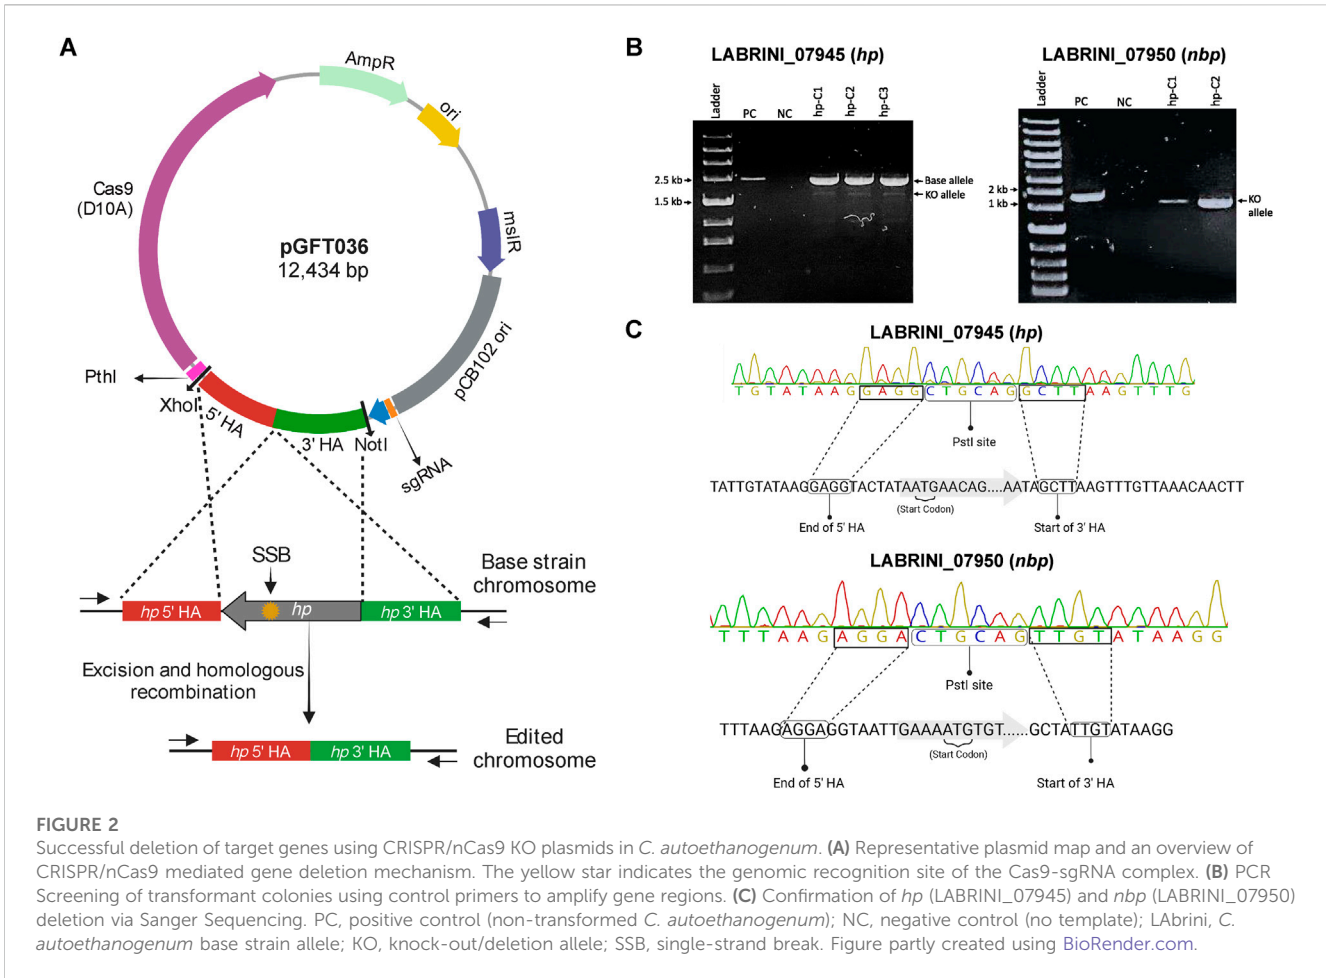 A
AmpR
ori
mslR
pCB102 ori
sgRNA
NotI
3' HA
5' HA
XhoI
PthI
Cas9
(D10A)
pGFT036
12,434 bp
SSB
Base strain
chromosome
hp 5' HA
hp
hp 3' HA
Excision and homologous
recombination
hp 5' HA
hp 3' HA
Edited
chromosome
B
LABRINI_07945 (hp)
Ladder
PC
NC
hp-C1
hp-C2
hp-C3
2.5 kb
1.5 kb
Base allele
KO allele
LABRINI_07950 (nbp)
Ladder
PC
NC
hp-C1
hp-C2
2 kb
1 kb
KO
allele
C
LABRINI_07945 (hp)
T G T A T A A G G A G G C T G C A G G C T T A A G T T T G
PstI site
TATTGTATAAGGAGGTACTATAATGAACAG....AATAGCTTAAGTTTGTTAAACAACTT
(Start Codon)
End of 5' HA
Start of 3' HA
LABRINI_07950 (nbp)
T T T A A G A G G A C T G C A G T T G T A T A A G G
PstI site
TTTAAGAGGAGGTAATTGAAAATGTGT......GCTATTGTATAAGG
(Start Codon)
End of 5' HA
Start of 3' HA
FIGURE 2
Successful deletion of target genes using CRISPR/nCas9 KO plasmids in C. autoethanogenum. (A) Representative plasmid map and an overview of
CRISPR/nCas9 mediated gene deletion mechanism. The yellow star indicates the genomic recognition site of the Cas9-sgRNA complex. (B) PCR
Screening of transformant colonies using control primers to amplify gene regions. (C) Confirmation of hp (LABRINI_07945) and nbp (LABRINI_07950)
deletion via Sanger Sequencing. PC, positive control (non-transformed C. autoethanogenum); NC, negative control (no template); LAbrini, C.
autoethanogenum base strain allele; KO, knock-out/deletion allele; SSB, single-strand break. Figure partly created using BioRender.com.